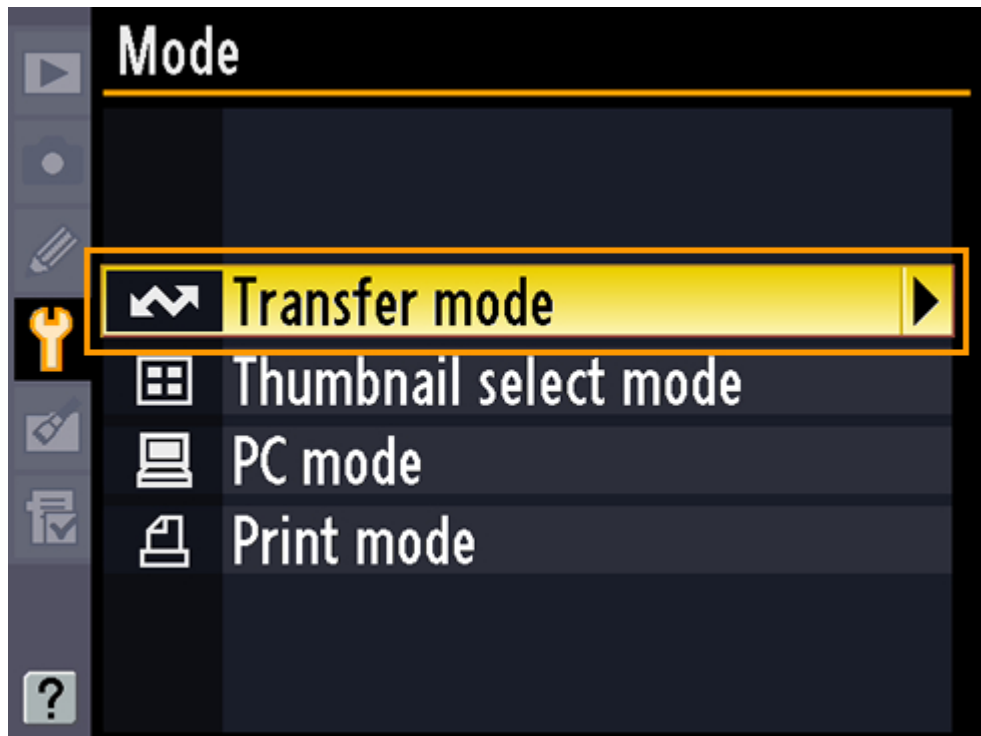 Mode
Transfer mode
Thumbnail select mode
PC mode
Print mode
?